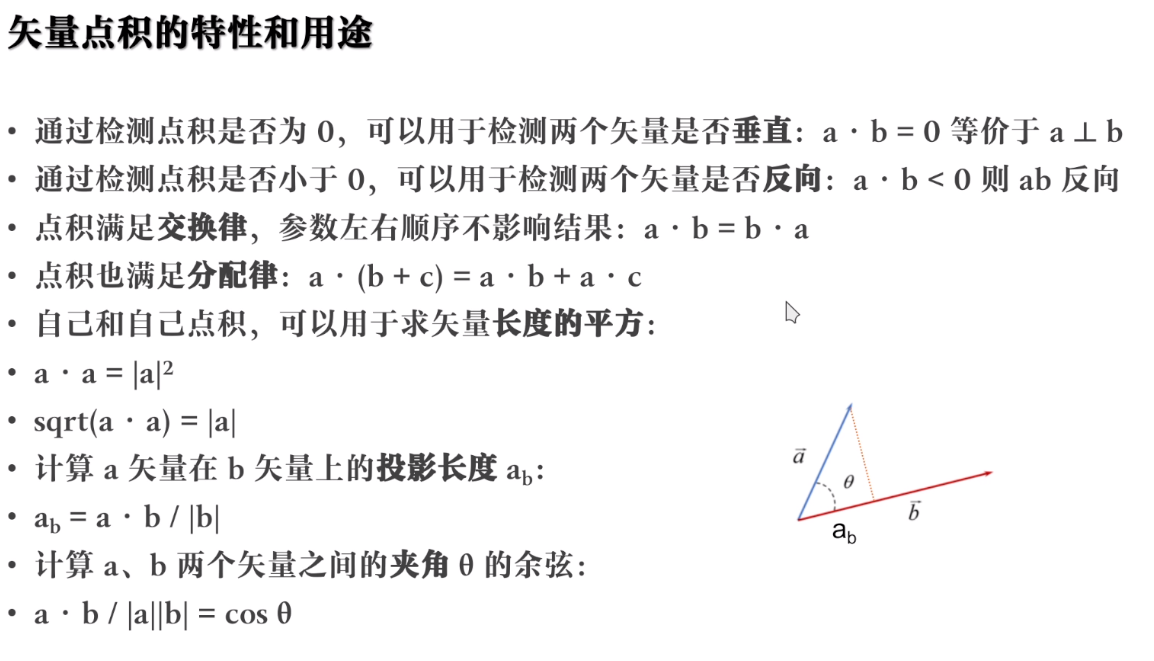 矢量点积的特性和用途
• 通过检测点积是否为 0，可以用于检测两个矢量是否垂直：a · b = 0 等价于 a ⊥ b
• 通过检测点积是否小于 0，可以用于检测两个矢量是否反向：a · b < 0 则 ab 反向
• 点积满足交换律，参数左右顺序不影响结果：a · b = b · a
• 点积也满足分配律：a · (b + c) = a · b + a · c
• 自己和自己点积，可以用于求矢量长度的平方：
• a · a = |a|²
• sqrt(a · a) = |a|
• 计算 a 矢量在 b 矢量上的投影长度 a_b：
• a_b = a · b / |b|
• 计算 a、b 两个矢量之间的夹角 θ 的余弦：
• a · b / |a||b| = cos θ
a⃗
θ
b⃗
a_b